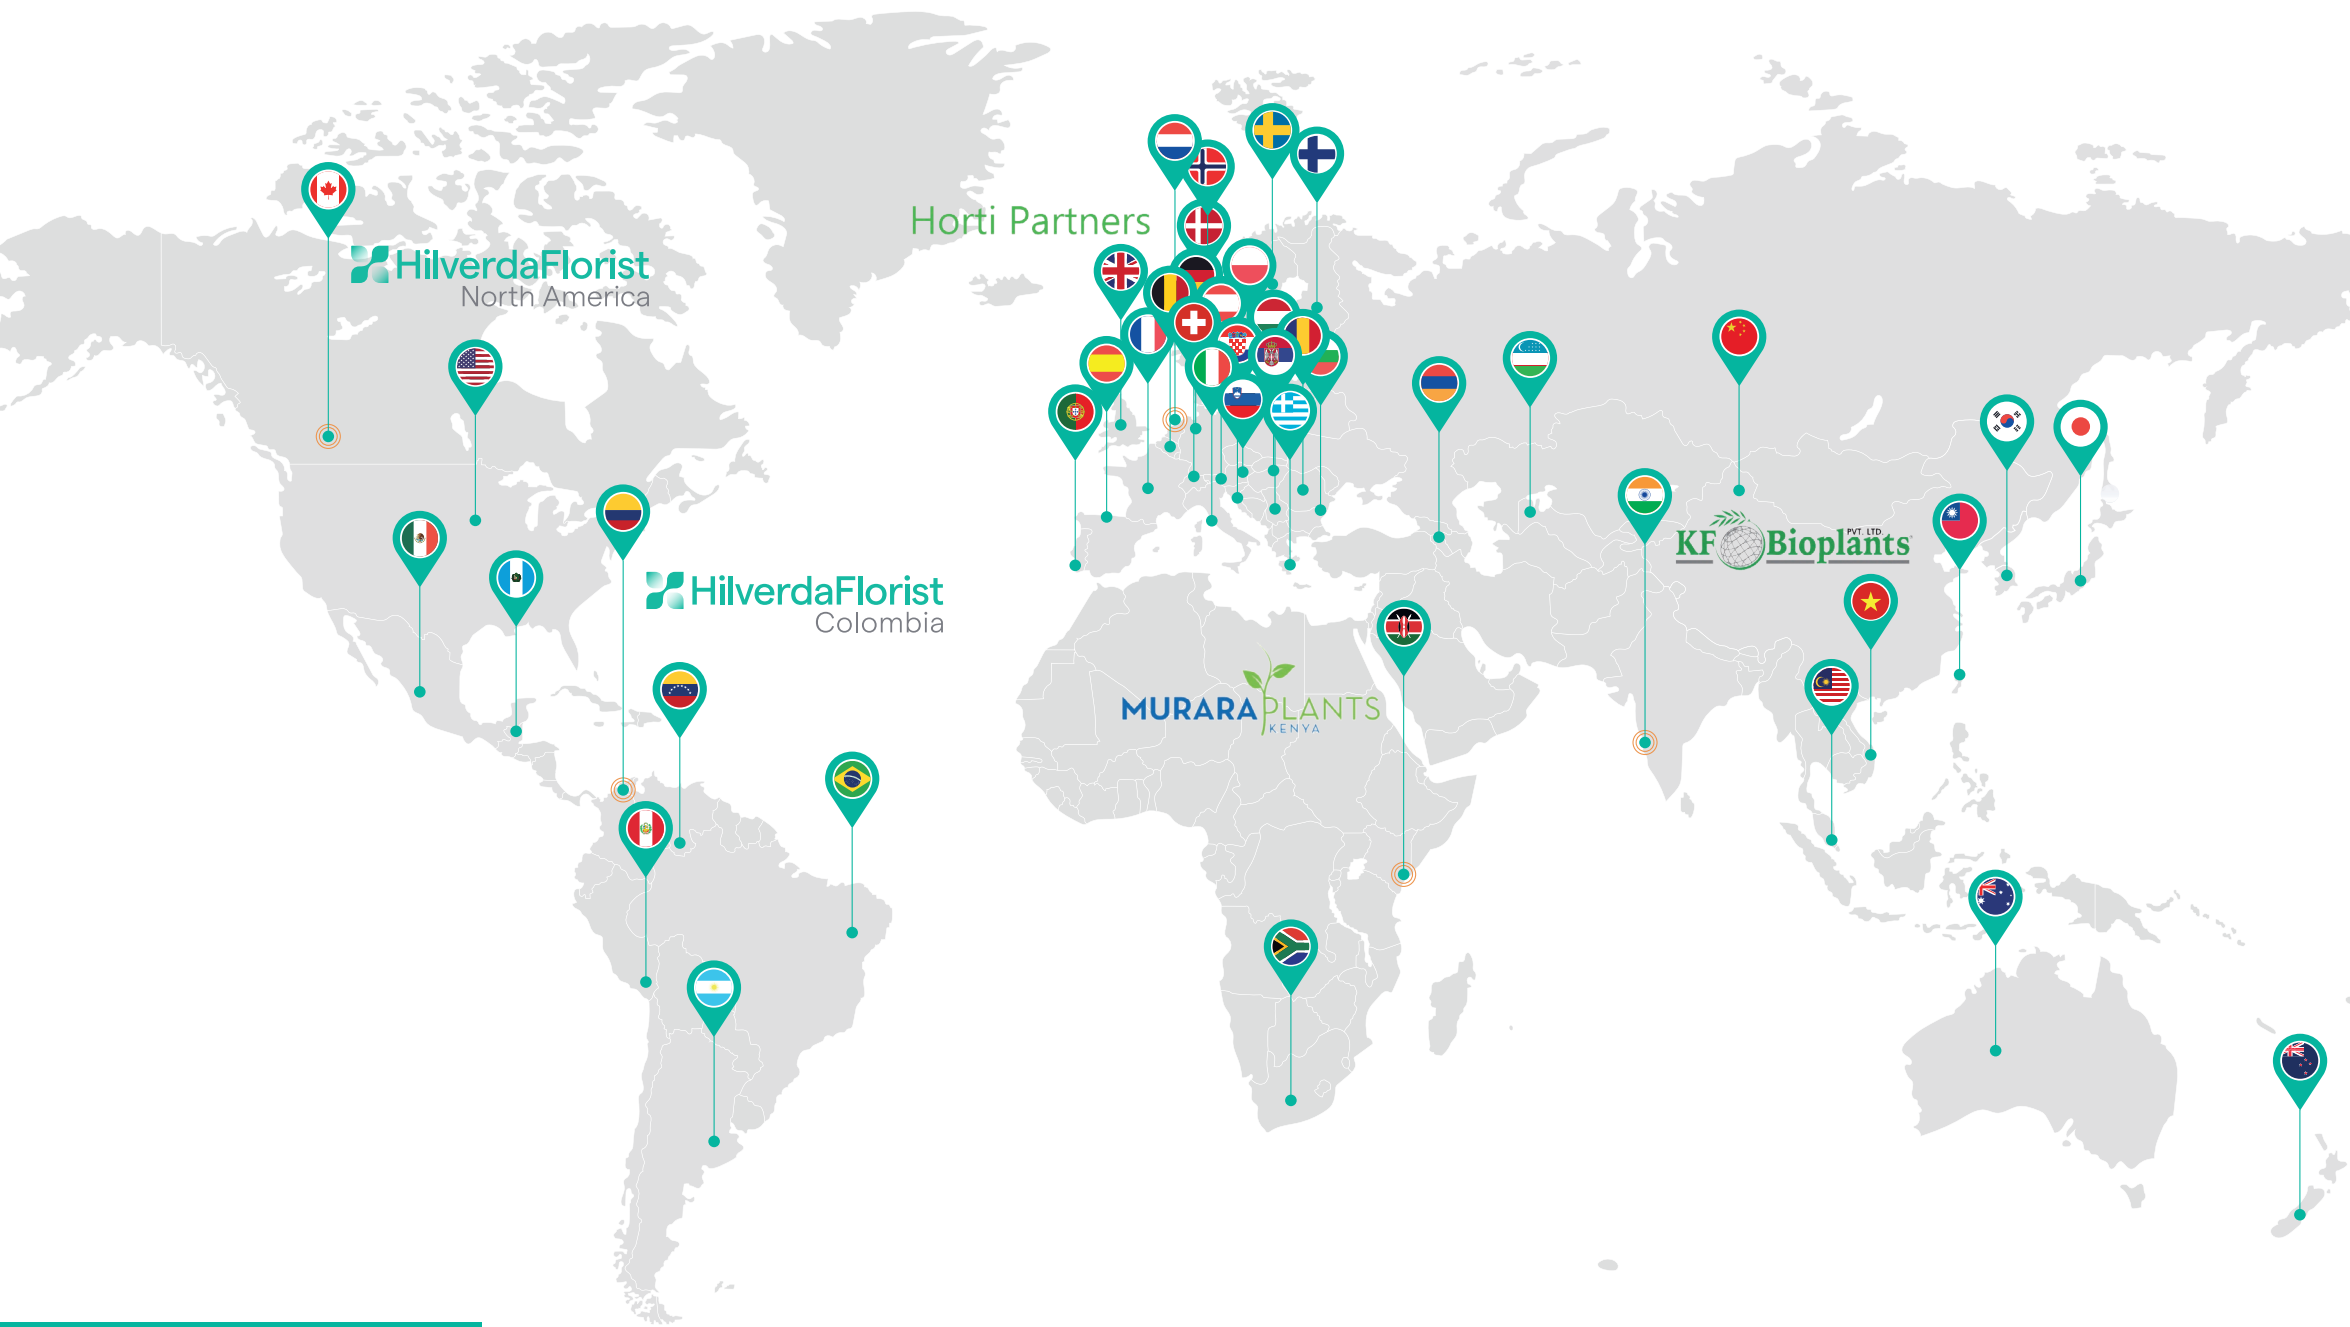 Horti Partners
HilverdaFlorist
North America
HilverdaFlorist
Colombia
KF Bioplants
PVT. LTD.
MURARAPLANTS
KENYA